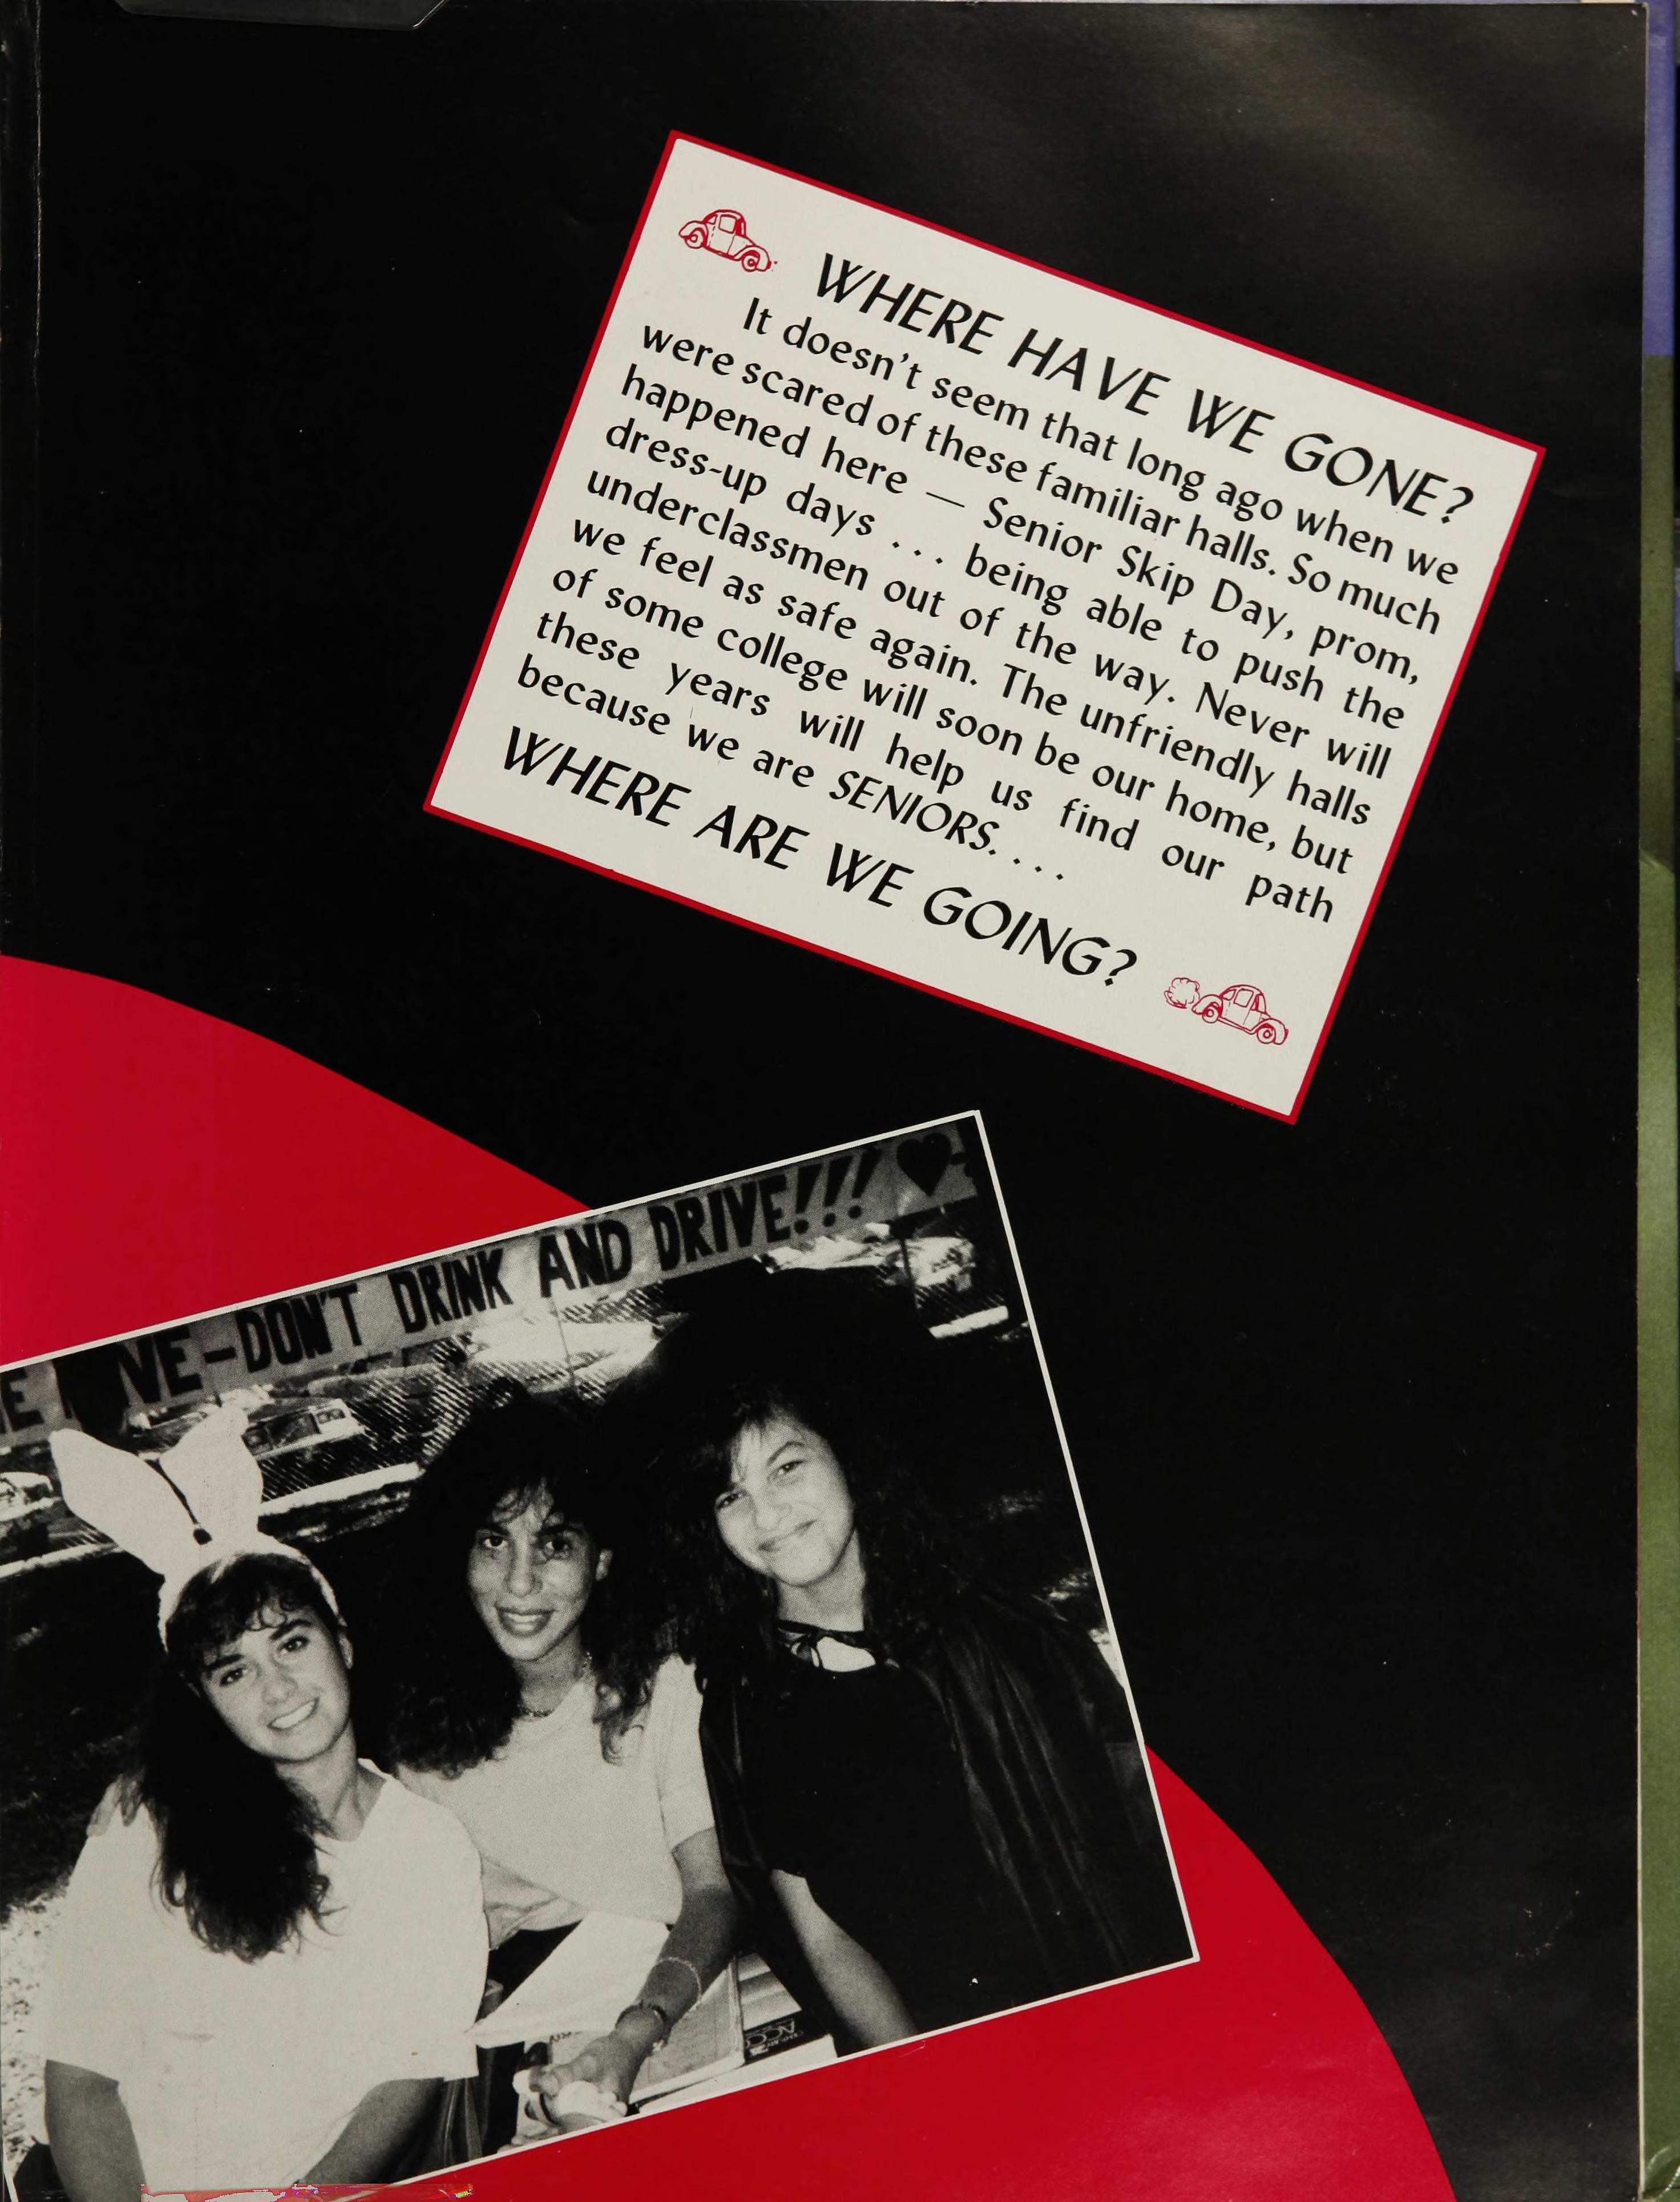 WHERE HAVE WE GONE?
It doesn't seem that long ago when we
were scared of these familiar halls. So much
happened here — Senior Skip Day, prom,
dress-up days . . . being able to push the
underclassmen out of the way. Never will
we feel as safe again. The unfriendly halls
of some college will soon be our home, but
these years will help us find our path
because we are SENIORS. . . .
WHERE ARE WE GOING?
DON'T DRINK AND DRIVE!!!